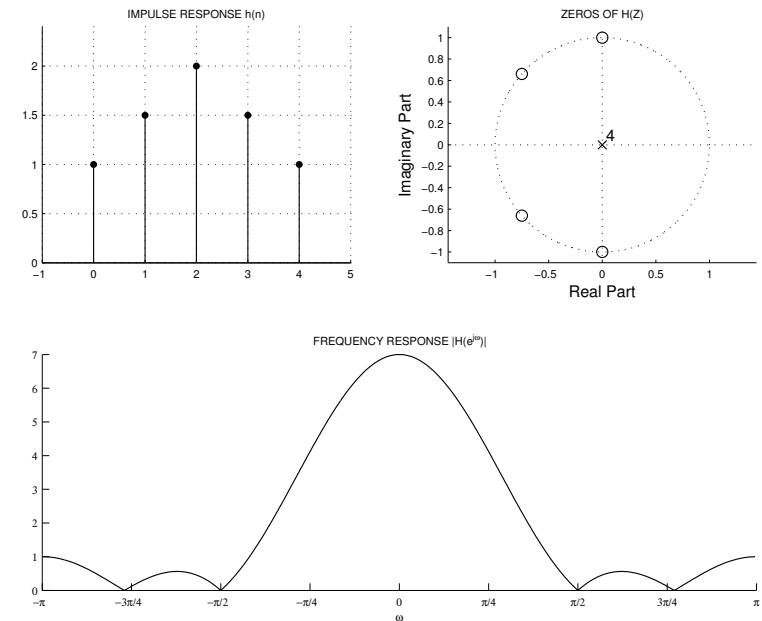 IMPULSE RESPONSE h(n)
2
1.5
1
0.5
0
−1 0 1 2 3 4 5
ZEROS OF H(Z)
Imaginary Part
1
0.8
0.6
0.4
0.2
0
−0.2
−0.4
−0.6
−0.8
−1
4
−1 −0.5 0 0.5 1
Real Part
FREQUENCY RESPONSE |H(e^{jω})|
7
6
5
4
3
2
1
0
−π −3π/4 −π/2 −π/4 0 π/4 π/2 3π/4 π
ω